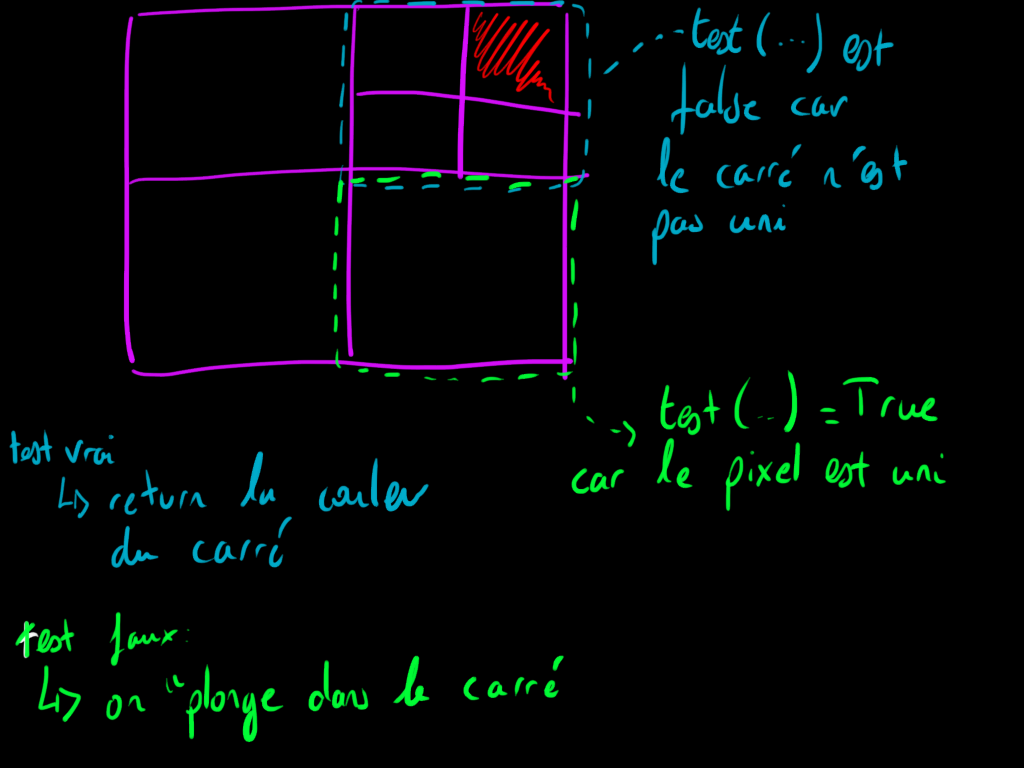 test (...) est
false car
le carré n'est
pas uni
test (...) = True
car le pixel est uni
test vrai
↳ return la couleu
du carré
test faux:
↳ on "plonge dans le carré